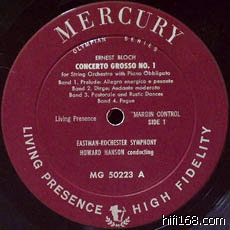 MERCURY
OLYMPIAN SERIES
ERNEST BLOCH
CONCERTO GROSSO NO. 1
for String Orchestra with Piano Obbligato
Band 1. Prelude: Allegro energico e pesante
Band 2. Dirge: Andante moderato
Band 3. Pastorale and Rustic Dances
Band 4. Fugue
Living Presence
MARGIN CONTROL
SIDE 1
EASTMAN-ROCHESTER SYMPHONY
HOWARD HANSON conducting
MG 50223 A
LIVING PRESENCE HIGH FIDELITY
hifi168.com